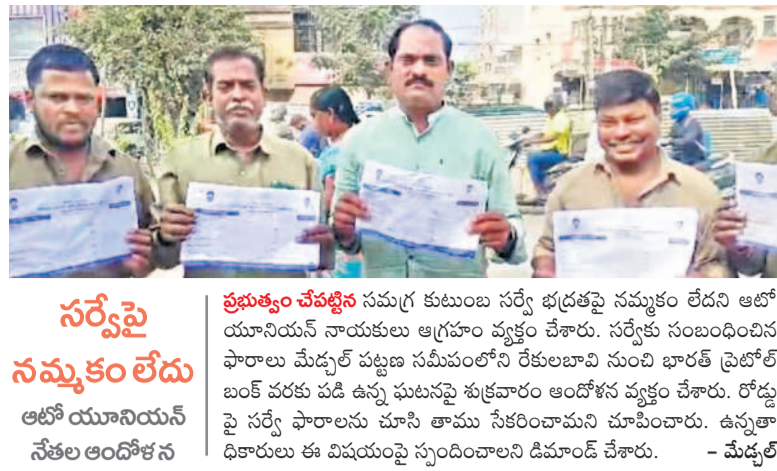 సర్వేపై
నమ్మకం లేదు
ఆటో యూనియన్
నేతల ఆందోళన
ప్రభుత్వం చేపట్టిన సమగ్ర కుటుంబ సర్వే భద్రతపై నమ్మకం లేదని ఆటో
యూనియన్ నాయకులు ఆగ్రహం వ్యక్తం చేశారు. సర్వేకు సంబంధించిన
ఫారాలు మేడ్చల్ పట్టణ సమీపంలోని రేకులబావి నుంచి భారత్ పెట్రోల్
బంక్ వరకు పడి ఉన్న ఘటనపై శుక్రవారం ఆందోళన వ్యక్తం చేశారు. రోడ్డు
పై సర్వే ఫారాలను చూసి తాము సేకరించామని చూపించారు. ఉన్నతా
ధికారులు ఈ విషయంపై స్పందించాలని డిమాండ్ చేశారు. – మేడ్చల్